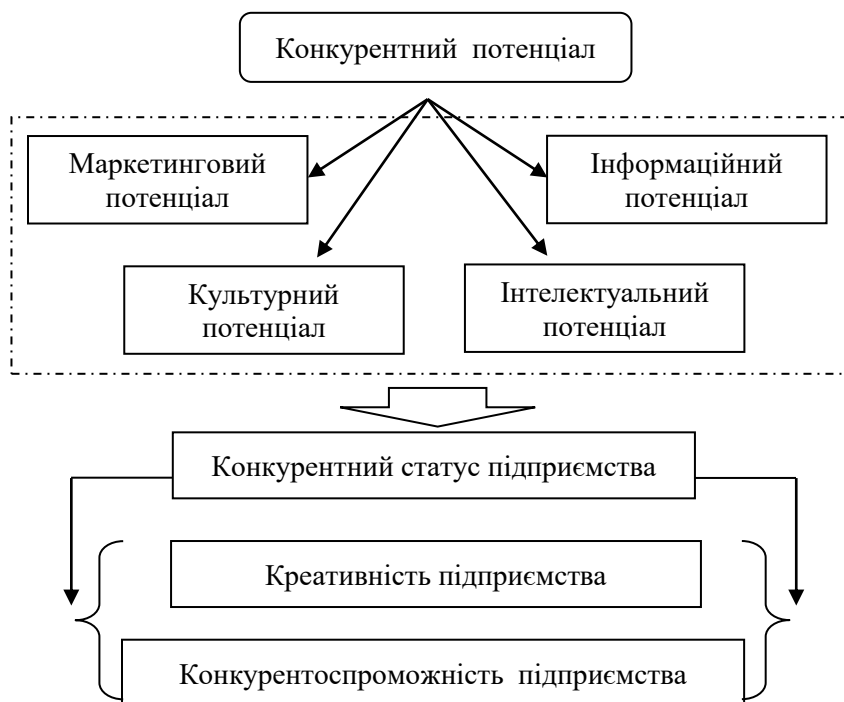 Конкурентний потенціал
Маркетинговий
потенціал
Інформаційний
потенціал
Культурний
потенціал
Інтелектуальний
потенціал
Конкурентний статус підприємства
Креативність підприємства
Конкурентоспроможність підприємства